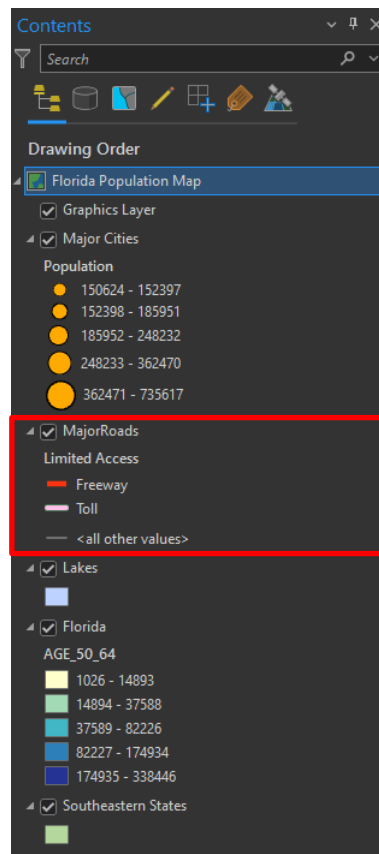 Contents
Search
Drawing Order
Florida Population Map
Graphics Layer
Major Cities
Population
150624 - 152397
152398 - 185951
185952 - 248232
248233 - 362470
362471 - 735617
MajorRoads
Limited Access
Freeway
Toll
<all other values>
Lakes
Florida
AGE_50_64
1026 - 14893
14894 - 37588
37589 - 82226
82227 - 174934
174935 - 338446
Southeastern States